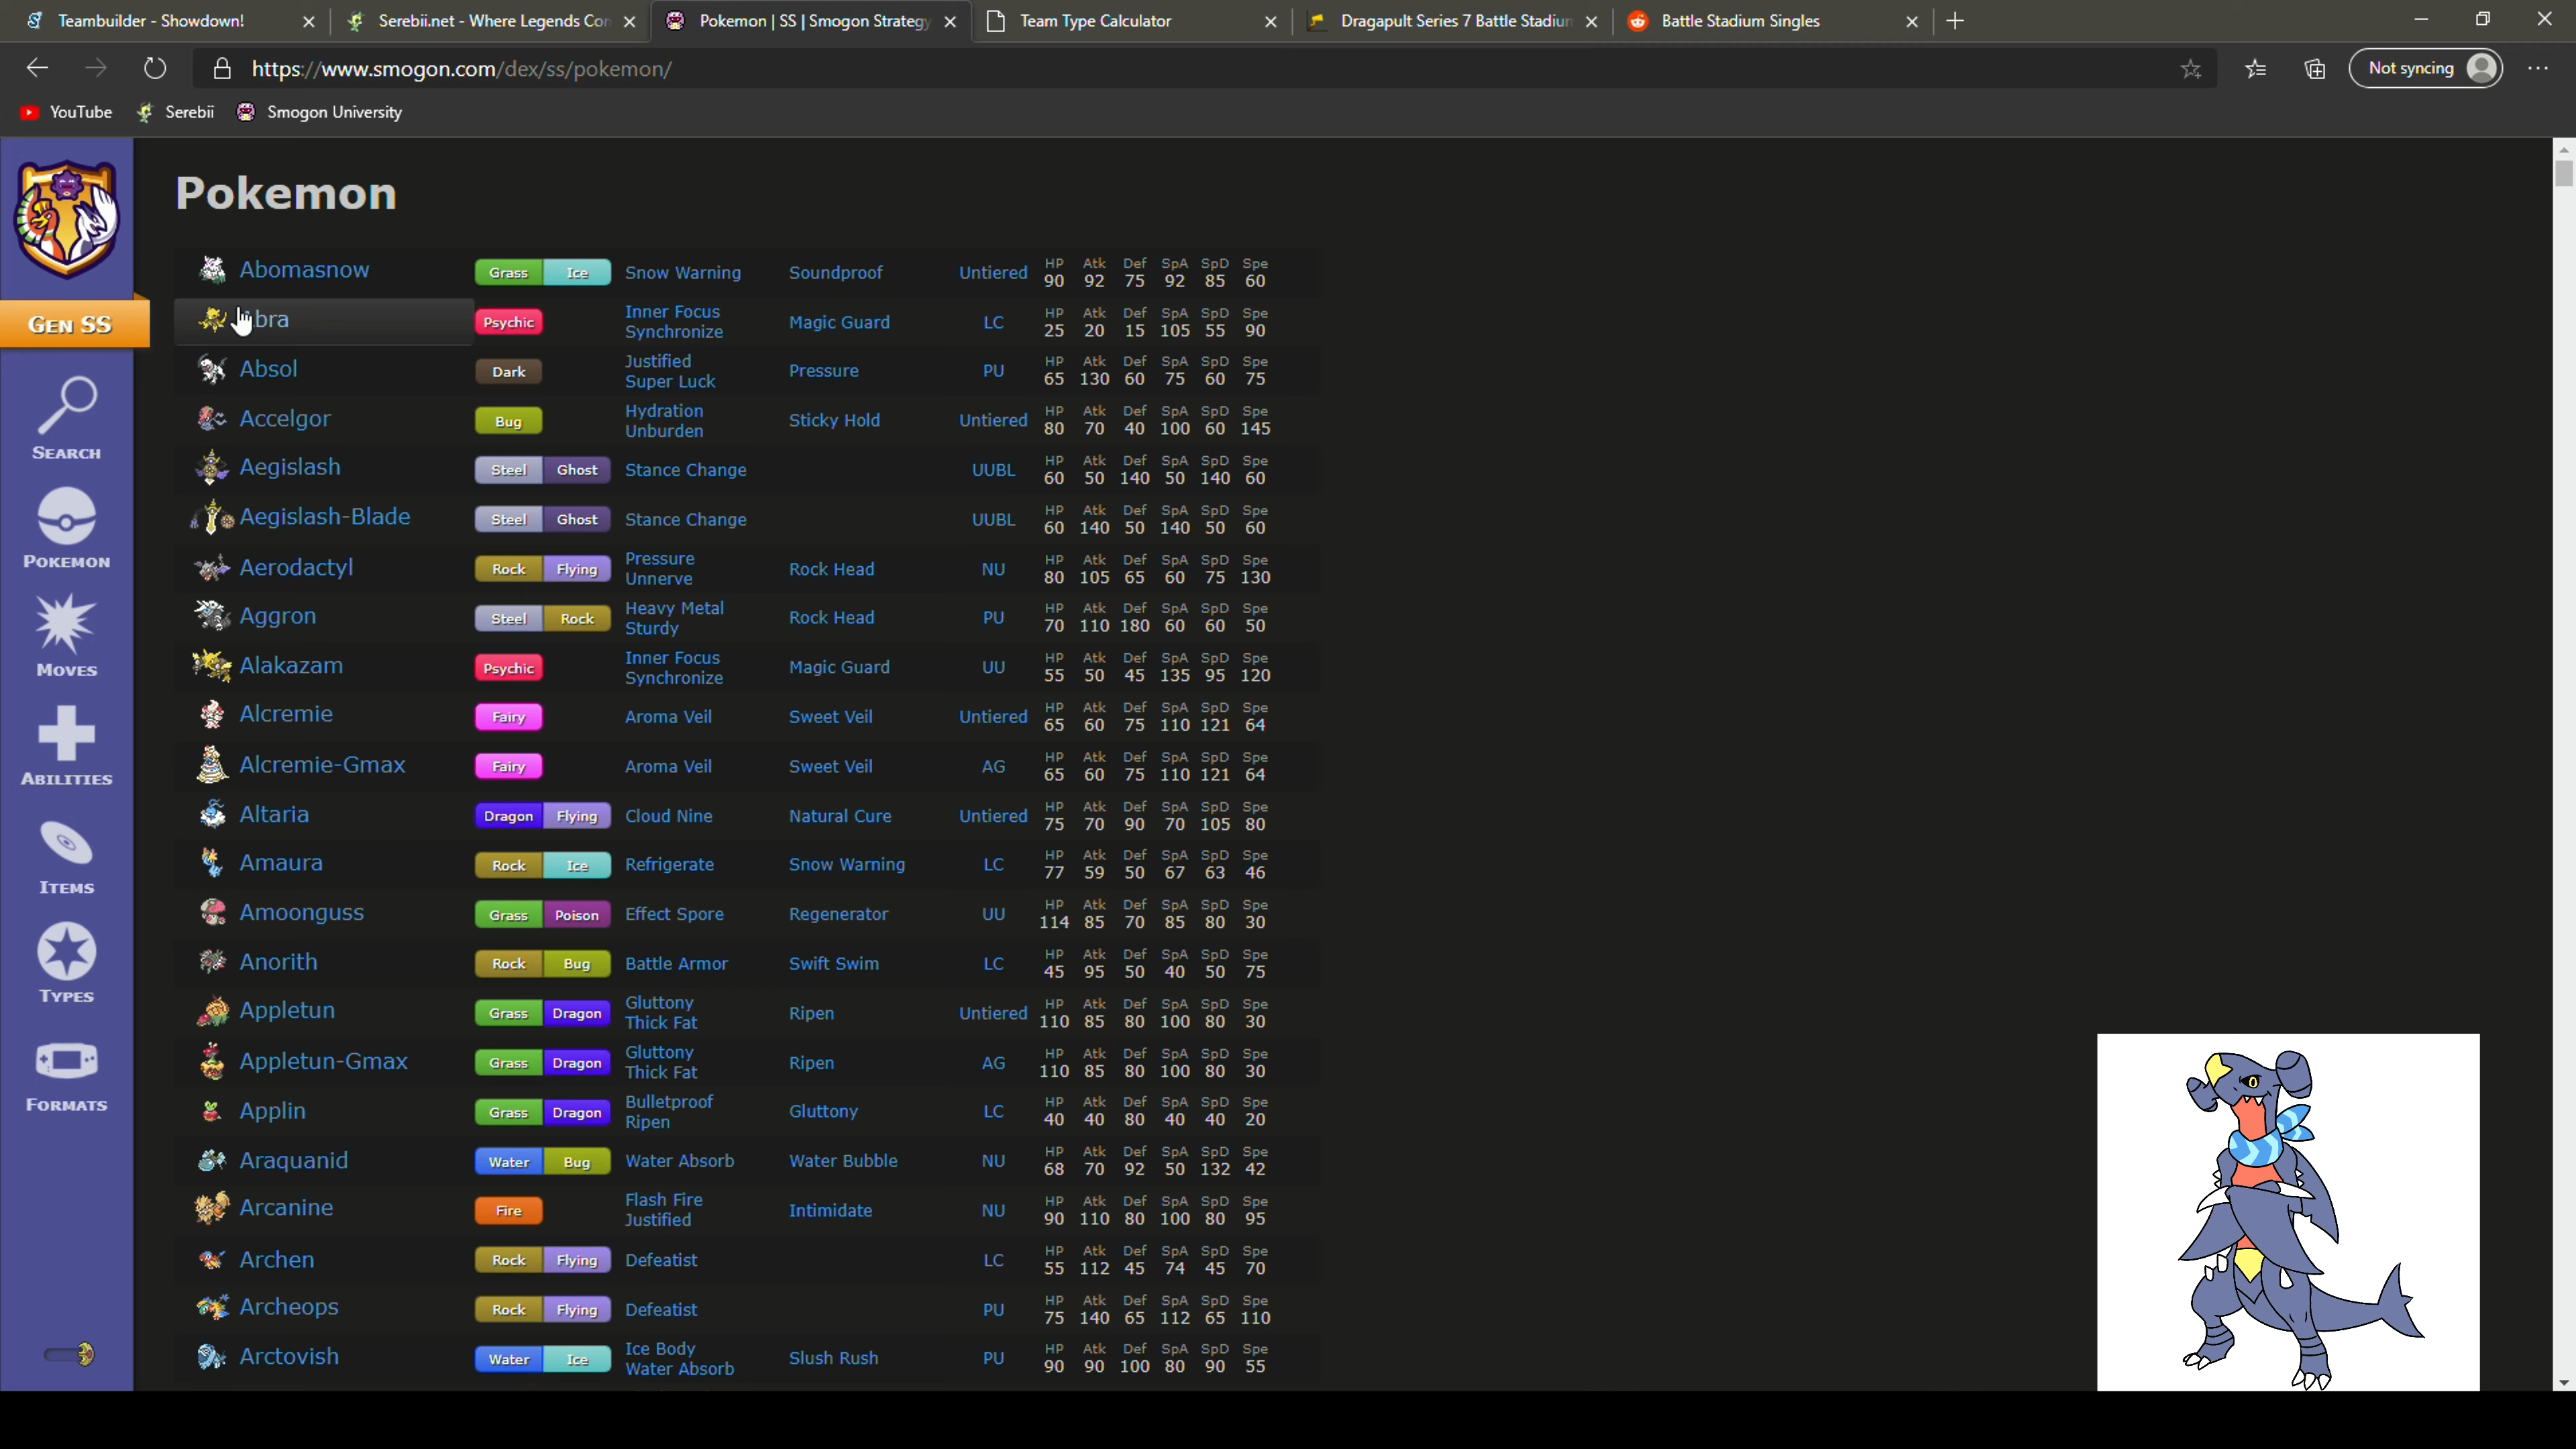 Teambuilder - Showdown!
Serebii.net - Where Legends Con
Pokemon | SS | Smogon Strategy
Team Type Calculator
Dragapult Series 7 Battle Stadium
Battle Stadium Singles
https://www.smogon.com/dex/ss/pokemon/
Not syncing
YouTube Serebii Smogon University
Pokemon
GEN SS
SEARCH
POKEMON
MOVES
ABILITIES
ITEMS
TYPES
FORMATS
Abomasnow Grass Ice Snow Warning Soundproof Untiered HP Atk Def SpA SpD Spe
90 92 75 92 85 60
bra Psychic Inner Focus Synchronize Magic Guard LC HP Atk Def SpA SpD Spe
25 20 15 105 55 90
Absol Dark Justified Super Luck Pressure PU HP Atk Def SpA SpD Spe
65 130 60 75 60 75
Accelgor Bug Hydration Unburden Sticky Hold Untiered HP Atk Def SpA SpD Spe
80 70 40 100 60 145
Aegislash Steel Ghost Stance Change UUBL HP Atk Def SpA SpD Spe
60 50 140 50 140 60
Aegislash-Blade Steel Ghost Stance Change UUBL HP Atk Def SpA SpD Spe
60 140 50 140 50 60
Aerodactyl Rock Flying Pressure Unnerve Rock Head NU HP Atk Def SpA SpD Spe
80 105 65 60 75 130
Aggron Steel Rock Heavy Metal Sturdy Rock Head PU HP Atk Def SpA SpD Spe
70 110 180 60 60 50
Alakazam Psychic Inner Focus Synchronize Magic Guard UU HP Atk Def SpA SpD Spe
55 50 45 135 95 120
Alcremie Fairy Aroma Veil Sweet Veil Untiered HP Atk Def SpA SpD Spe
65 60 75 110 121 64
Alcremie-Gmax Fairy Aroma Veil Sweet Veil AG HP Atk Def SpA SpD Spe
65 60 75 110 121 64
Altaria Dragon Flying Cloud Nine Natural Cure Untiered HP Atk Def SpA SpD Spe
75 70 90 70 105 80
Amaura Rock Ice Refrigerate Snow Warning LC HP Atk Def SpA SpD Spe
77 59 50 67 63 46
Amoonguss Grass Poison Effect Spore Regenerator UU HP Atk Def SpA SpD Spe
114 85 70 85 80 30
Anorith Rock Bug Battle Armor Swift Swim LC HP Atk Def SpA SpD Spe
45 95 50 40 50 75
Appletun Grass Dragon Gluttony Thick Fat Ripen Untiered HP Atk Def SpA SpD Spe
110 85 80 100 80 30
Appletun-Gmax Grass Dragon Gluttony Thick Fat Ripen AG HP Atk Def SpA SpD Spe
110 85 80 100 80 30
Applin Grass Dragon Bulletproof Ripen Gluttony LC HP Atk Def SpA SpD Spe
40 40 80 40 40 20
Araquanid Water Bug Water Absorb Water Bubble NU HP Atk Def SpA SpD Spe
68 70 92 50 132 42
Arcanine Fire Flash Fire Justified Intimidate NU HP Atk Def SpA SpD Spe
90 110 80 100 80 95
Archen Rock Flying Defeatist LC HP Atk Def SpA SpD Spe
55 112 45 74 45 70
Archeops Rock Flying Defeatist PU HP Atk Def SpA SpD Spe
75 140 65 112 65 110
Arctovish Water Ice Ice Body Water Absorb Slush Rush PU HP Atk Def SpA SpD Spe
90 90 100 80 90 55